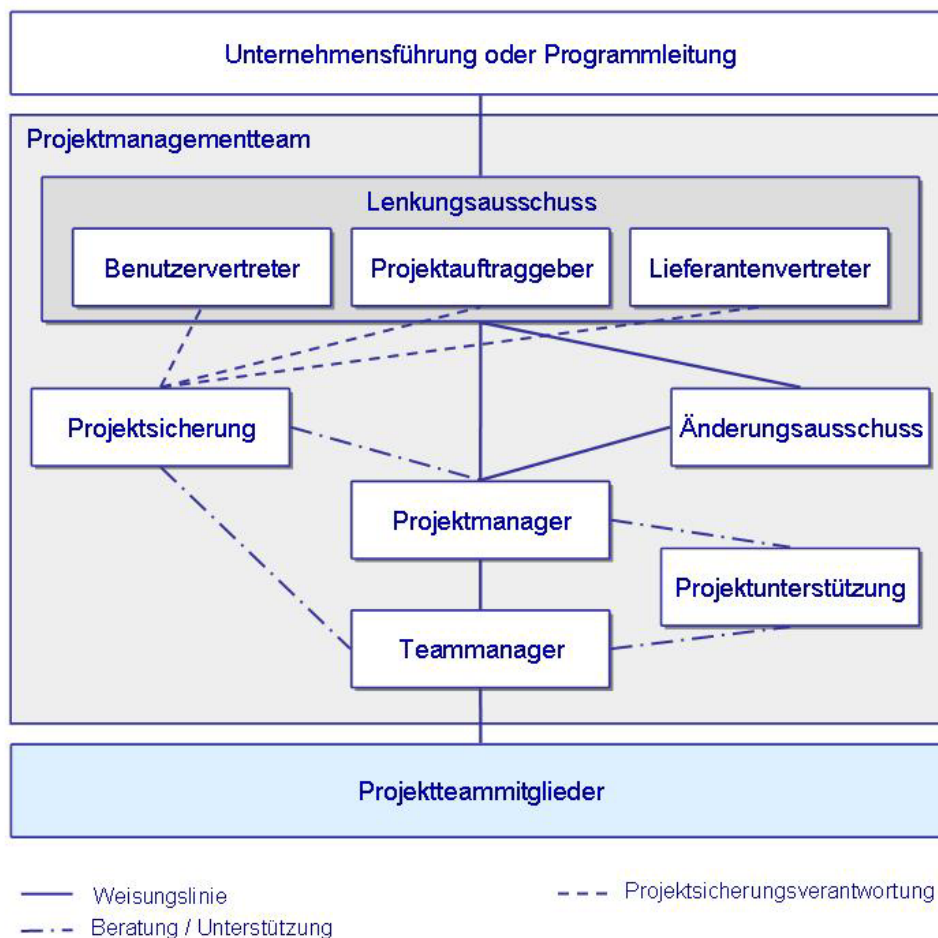 Unternehmensführung oder Programmleitung
Projektmanagementteam
Lenkungsausschuss
Benutzervertreter
Projektauftraggeber
Lieferantenvertreter
Projektsicherung
Änderungsausschuss
Projektmanager
Projektunterstützung
Teammanager
Projektteammitglieder
Weisungslinie
Projektsicherungsverantwortung
Beratung / Unterstützung